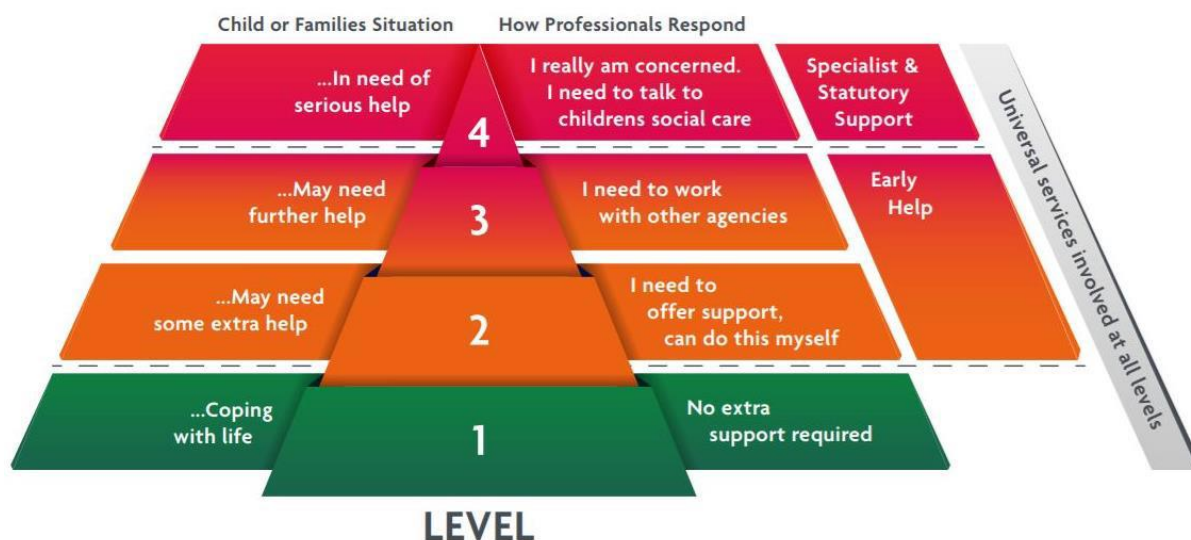 Child or Families Situation
How Professionals Respond
...In need of
serious help
4
I really am concerned.
I need to talk to
childrens social care
Specialist &
Statutory
Support
...May need
further help
3
I need to work
with other agencies
Early
Help
...May need
some extra help
2
I need to
offer support,
can do this myself
...Coping
with life
1
No extra
support required
Universal services involved at all levels
LEVEL